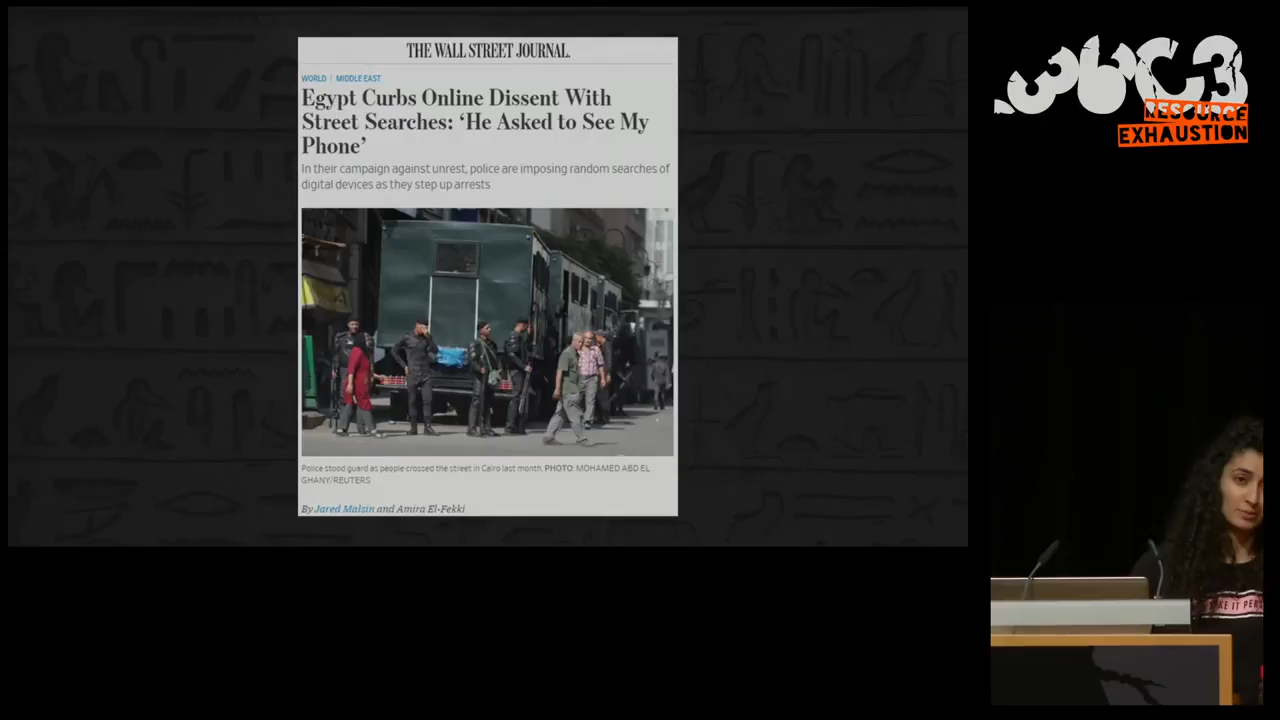 THE WALL STREET JOURNAL.
WORLD | MIDDLE EAST
Egypt Curbs Online Dissent With
Street Searches: ‘He Asked to See My
Phone’
In their campaign against unrest, police are imposing random searches of
digital devices as they step up arrests
Police stood guard as people crossed the street in Cairo last month. PHOTO: MOHAMED ABD EL
GHANY/REUTERS
By Jared Malsin and Amira El-Fekki
36C3
RESOURCE
EXHAUSTION
KE IT PERS